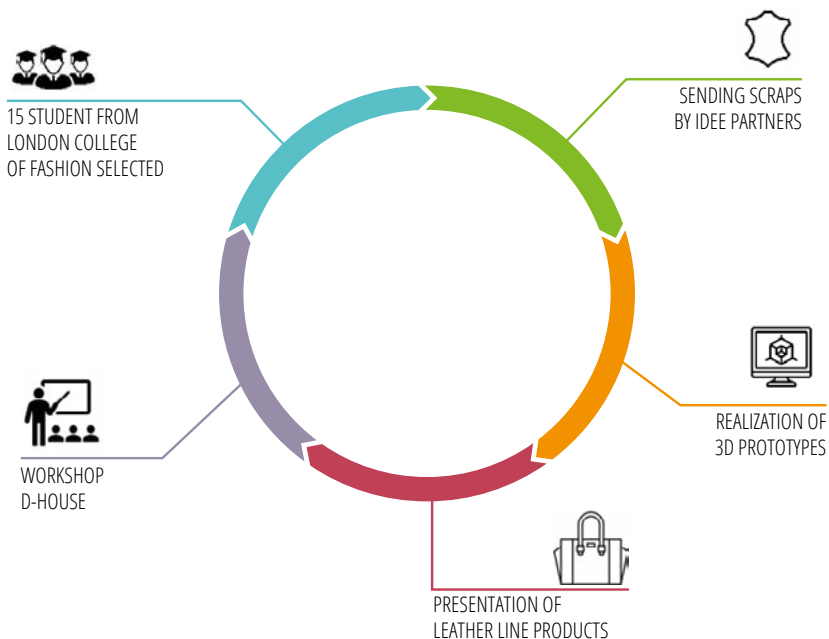 15 STUDENT FROM
LONDON COLLEGE
OF FASHION SELECTED
SENDING SCRAPS
BY IDEE PARTNERS
REALIZATION OF
3D PROTOTYPES
PRESENTATION OF
LEATHER LINE PRODUCTS
WORKSHOP
D-HOUSE